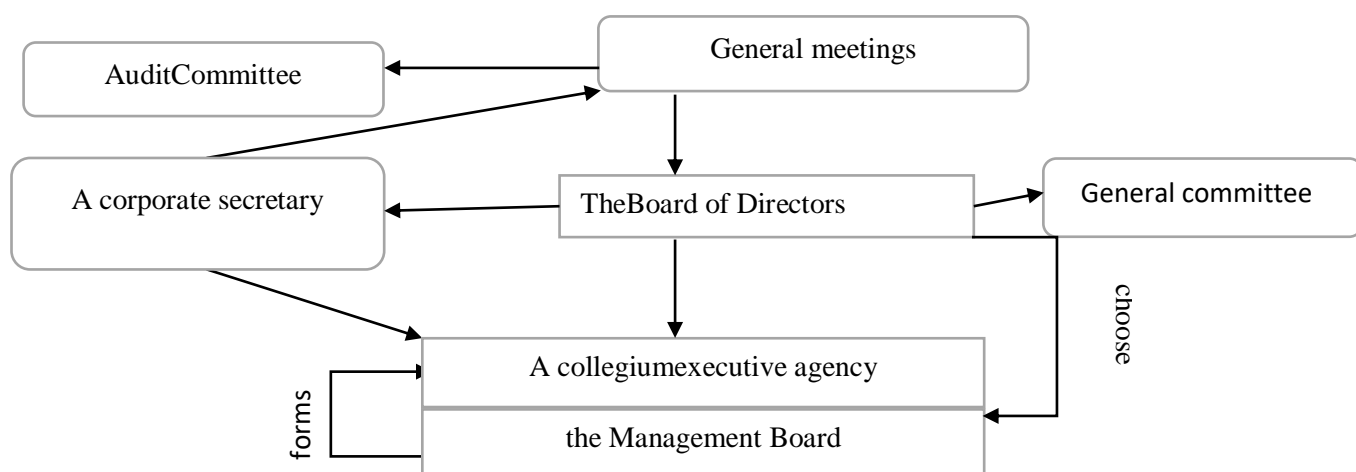 General meetings
AuditCommittee
A corporate secretary
TheBoard of Directors
General committee
choose
A collegiumexecutive agency
forms
the Management Board